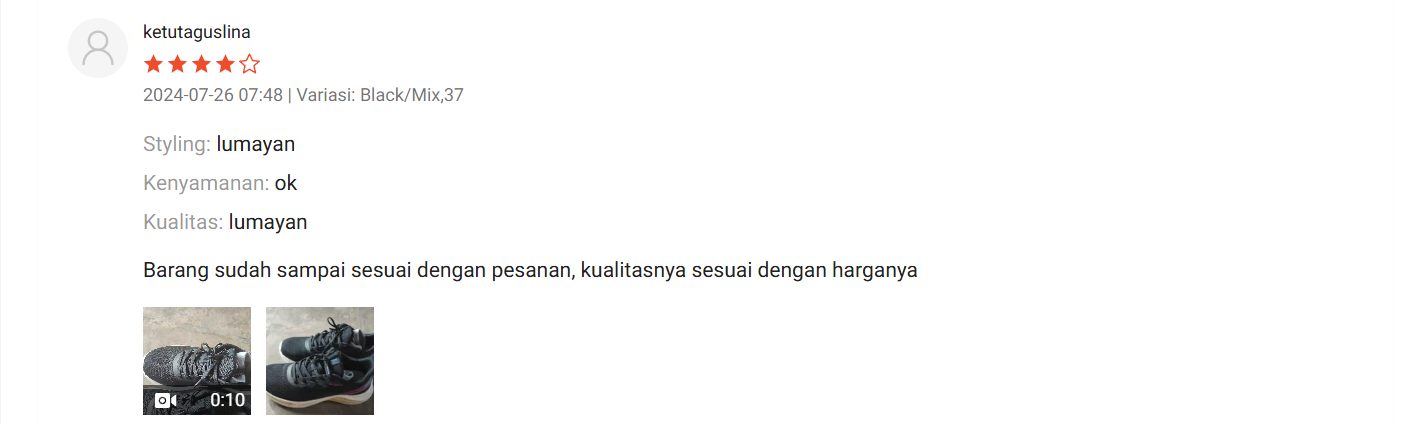 ketutaguslina
2024-07-26 07:48 | Variasi: Black/Mix,37
Styling: lumayan
Kenyamanan: ok
Kualitas: lumayan
Barang sudah sampai sesuai dengan pesanan, kualitasnya sesuai dengan harganya
0:10